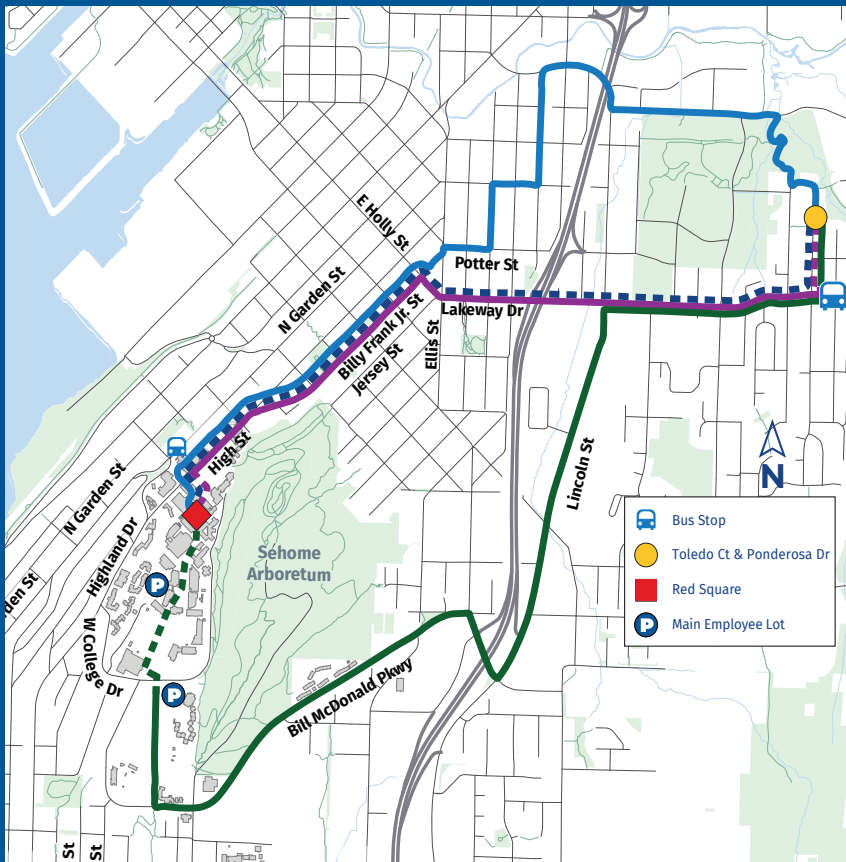 E Holly St
Potter St
N Garden St
Billy Frank Jr. St
Jersey St
Ellis St
Lakeway Dr
High St
N Garden St
Highland Dr
Lincoln St
N
Sehome
Arboretum
Bus Stop
Toledo Ct & Ponderosa Dr
Red Square
Main Employee Lot
P
P
P
rden St
W College Dr
Bill McDonald Pkwy
St
St